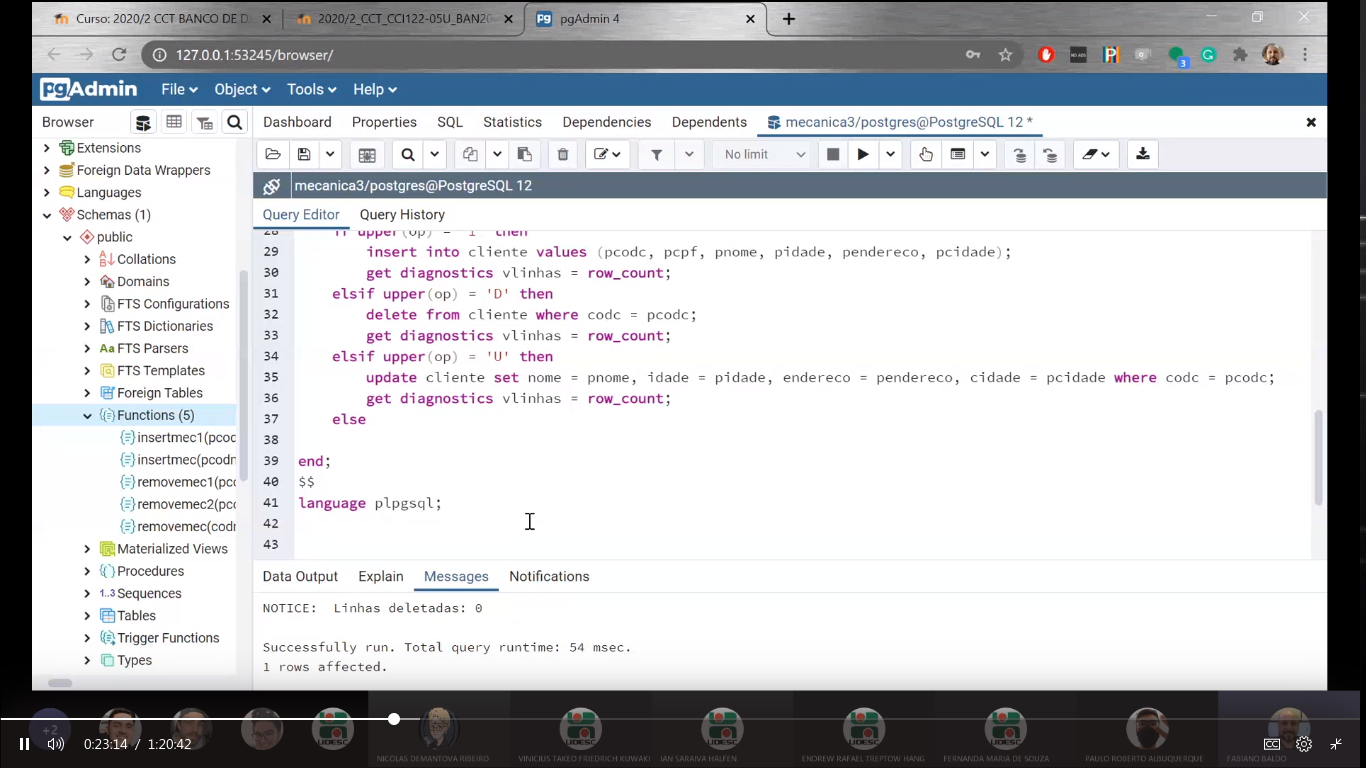 Curso: 2020/2 CCT BANCO DE D
2020/2_CCT_CCI122-05U_BAN20
pgAdmin 4
127.0.0.1:53245/browser/
3
pgAdmin
File
Object
Tools
Help
Browser
Dashboard
Properties
SQL
Statistics
Dependencies
Dependents
mecanica3/postgres@PostgreSQL 12 *
No limit
mecanica3/postgres@PostgreSQL 12
Query Editor
Query History
Extensions
Foreign Data Wrappers
Languages
Schemas (1)
public
Collations
Domains
FTS Configurations
FTS Dictionaries
FTS Parsers
FTS Templates
Foreign Tables
Functions (5)
insertmec1(pcod
insertmec(pcodn
removemec1(pco
removemec2(pco
removemec(codn
Materialized Views
Procedures
Sequences
Tables
Trigger Functions
Types
28 if upper(op) = 'I' then
29 insert into cliente values (pcodc, pcpf, pnome, pidade, pendereco, pcidade);
30 get diagnostics vlinhas = row_count;
31 elsif upper(op) = 'D' then
32 delete from cliente where codc = pcodc;
33 get diagnostics vlinhas = row_count;
34 elsif upper(op) = 'U' then
35 update cliente set nome = pnome, idade = pidade, endereco = pendereco, cidade = pcidade where codc = pcodc;
36 get diagnostics vlinhas = row_count;
37 else
38
39 end;
40 $$
41 language plpgsql;
42
43
Data Output
Explain
Messages
Notifications
NOTICE: Linhas deletadas: 0
Successfully run. Total query runtime: 54 msec.
1 rows affected.
+2
NICOLAS DEMANTOVA RIBEIRO
VINICIUS TAKEO FRIEDRICH KUWAKI
IAN SARAIVA HALFEN
ENDREW RAFAEL TREPTOW HANG
FERNANDA MARIA DE SOUZA
PAULO ROBERTO ALBUQUERQUE
FABIANO BALDO
0:23:14 / 1:20:42
CC